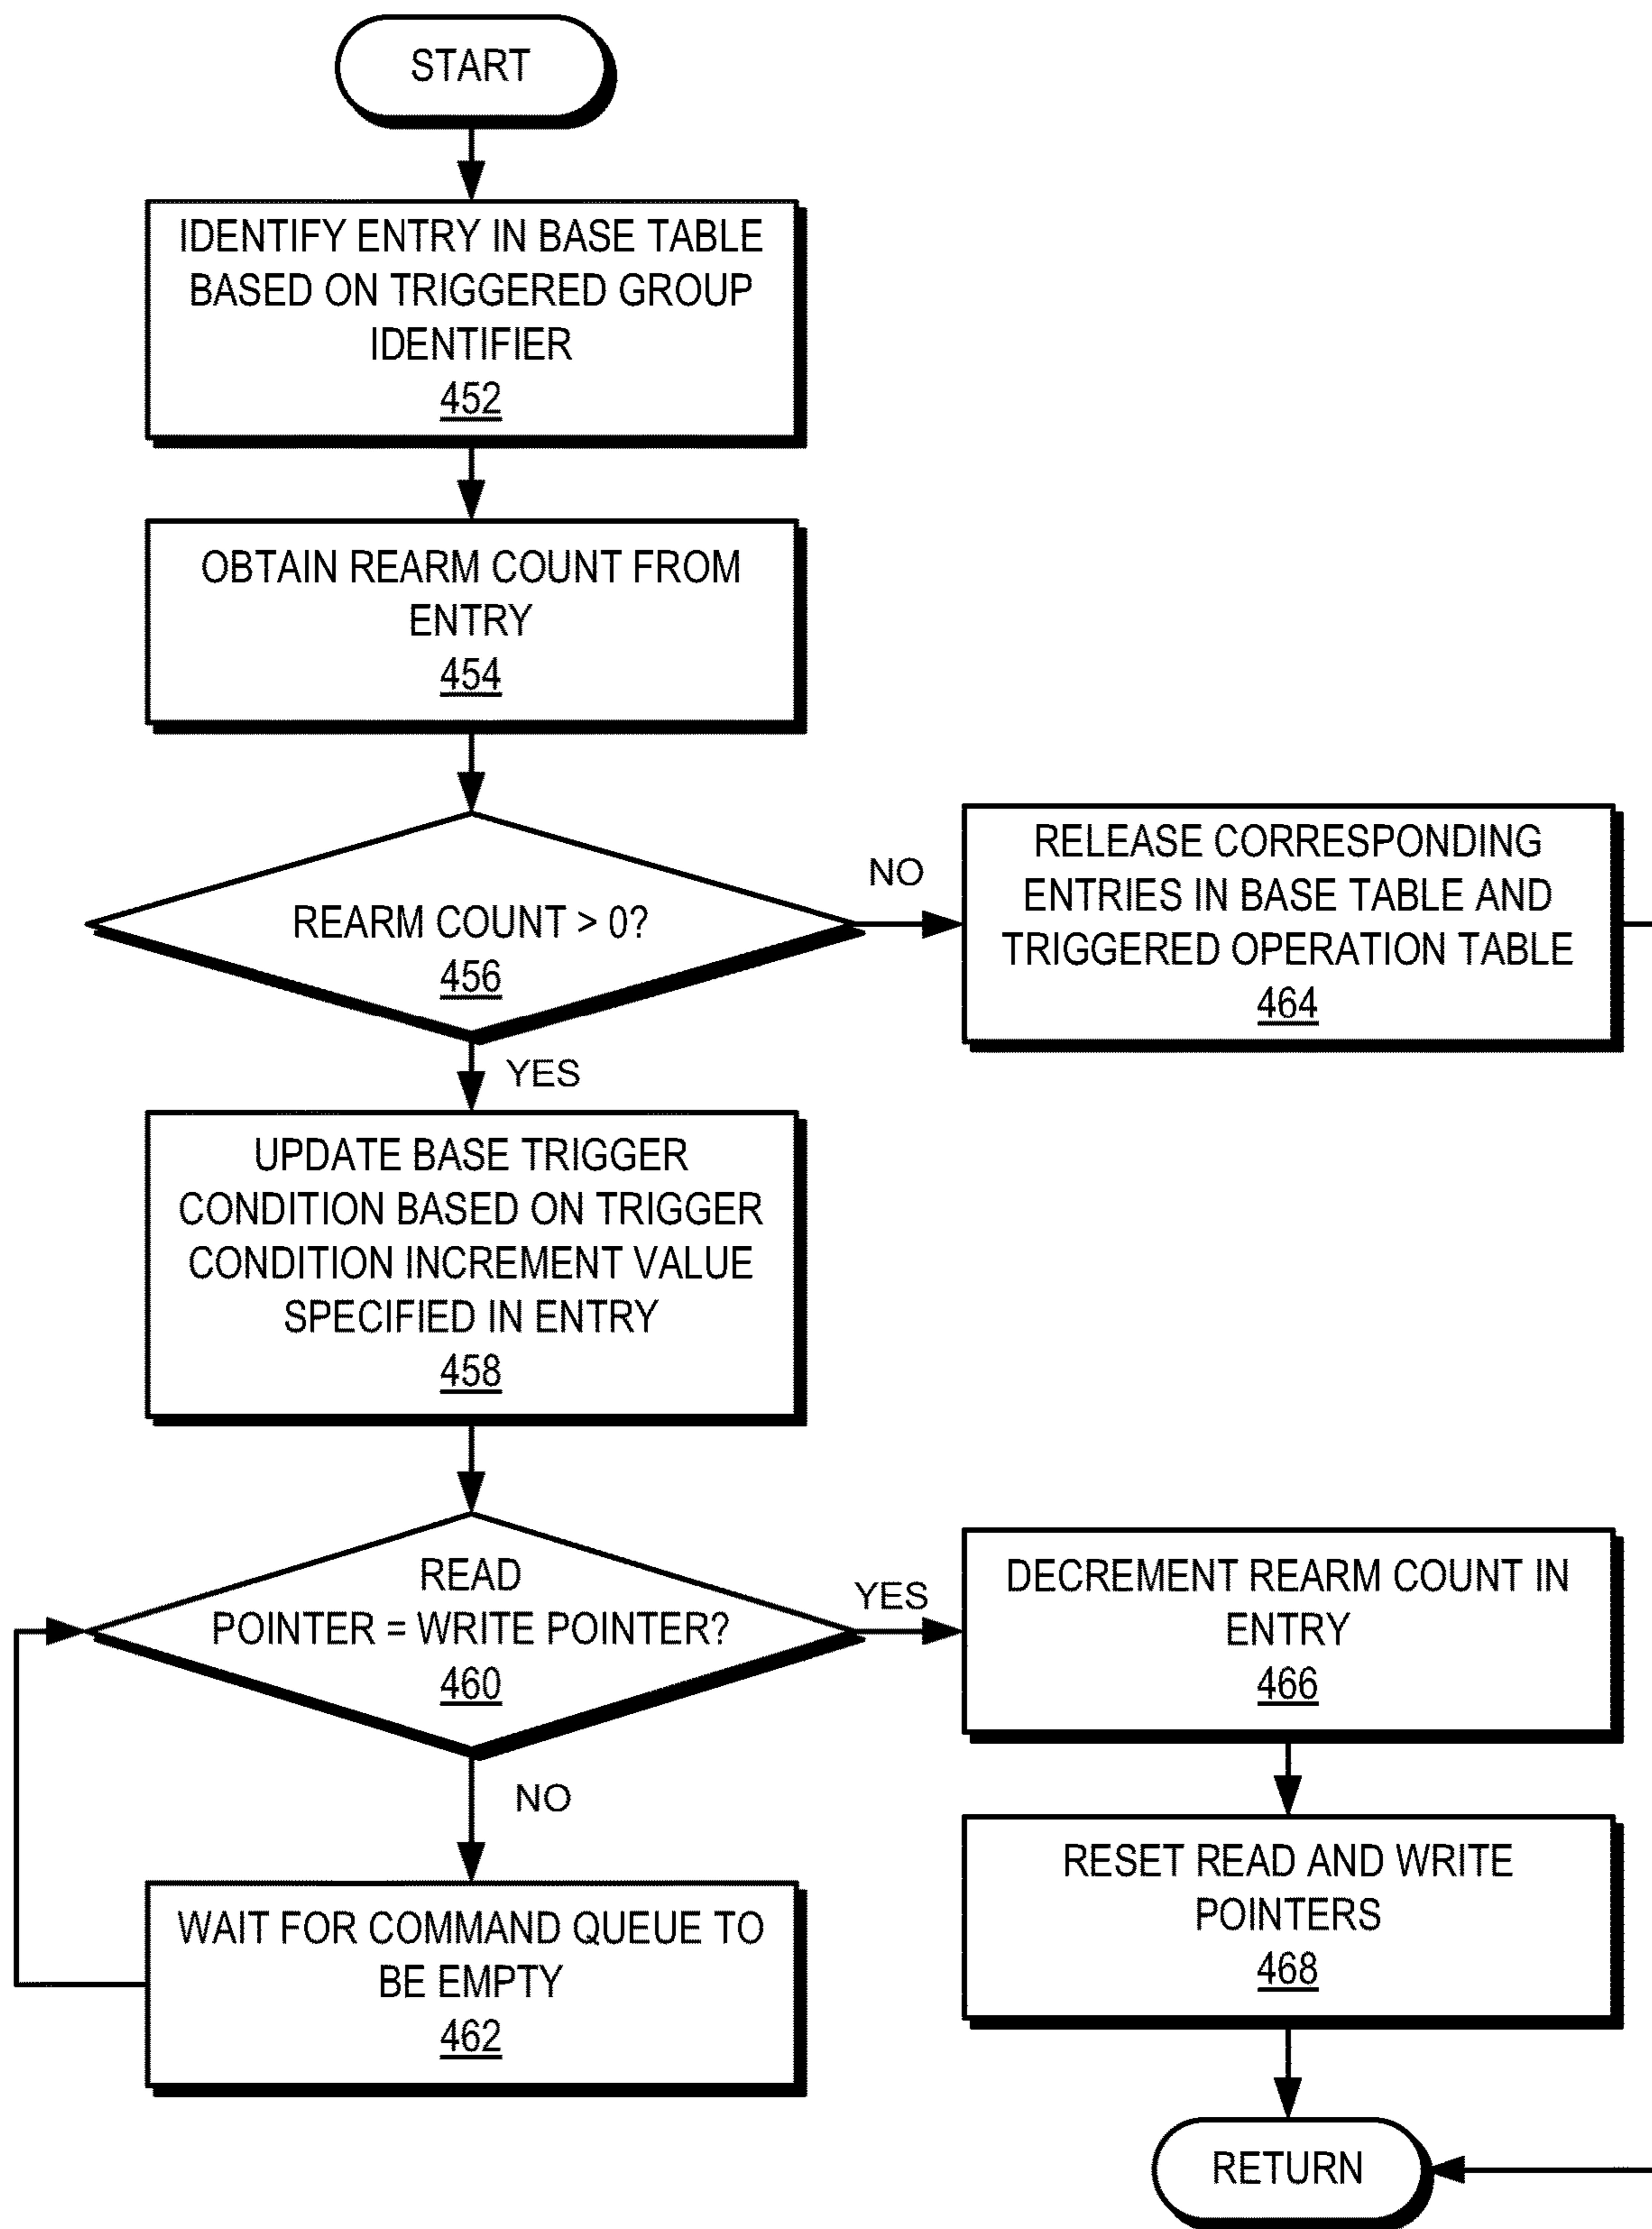 START
IDENTIFY ENTRY IN BASE TABLE
BASED ON TRIGGERED GROUP
IDENTIFIER
452
OBTAIN REARM COUNT FROM
ENTRY
454
REARM COUNT > 0?
456
NO
RELEASE CORRESPONDING
ENTRIES IN BASE TABLE AND
TRIGGERED OPERATION TABLE
464
YES
UPDATE BASE TRIGGER
CONDITION BASED ON TRIGGER
CONDITION INCREMENT VALUE
SPECIFIED IN ENTRY
458
READ
POINTER = WRITE POINTER?
460
YES
DECREMENT REARM COUNT IN
ENTRY
466
NO
WAIT FOR COMMAND QUEUE TO
BE EMPTY
462
RESET READ AND WRITE
POINTERS
468
RETURN